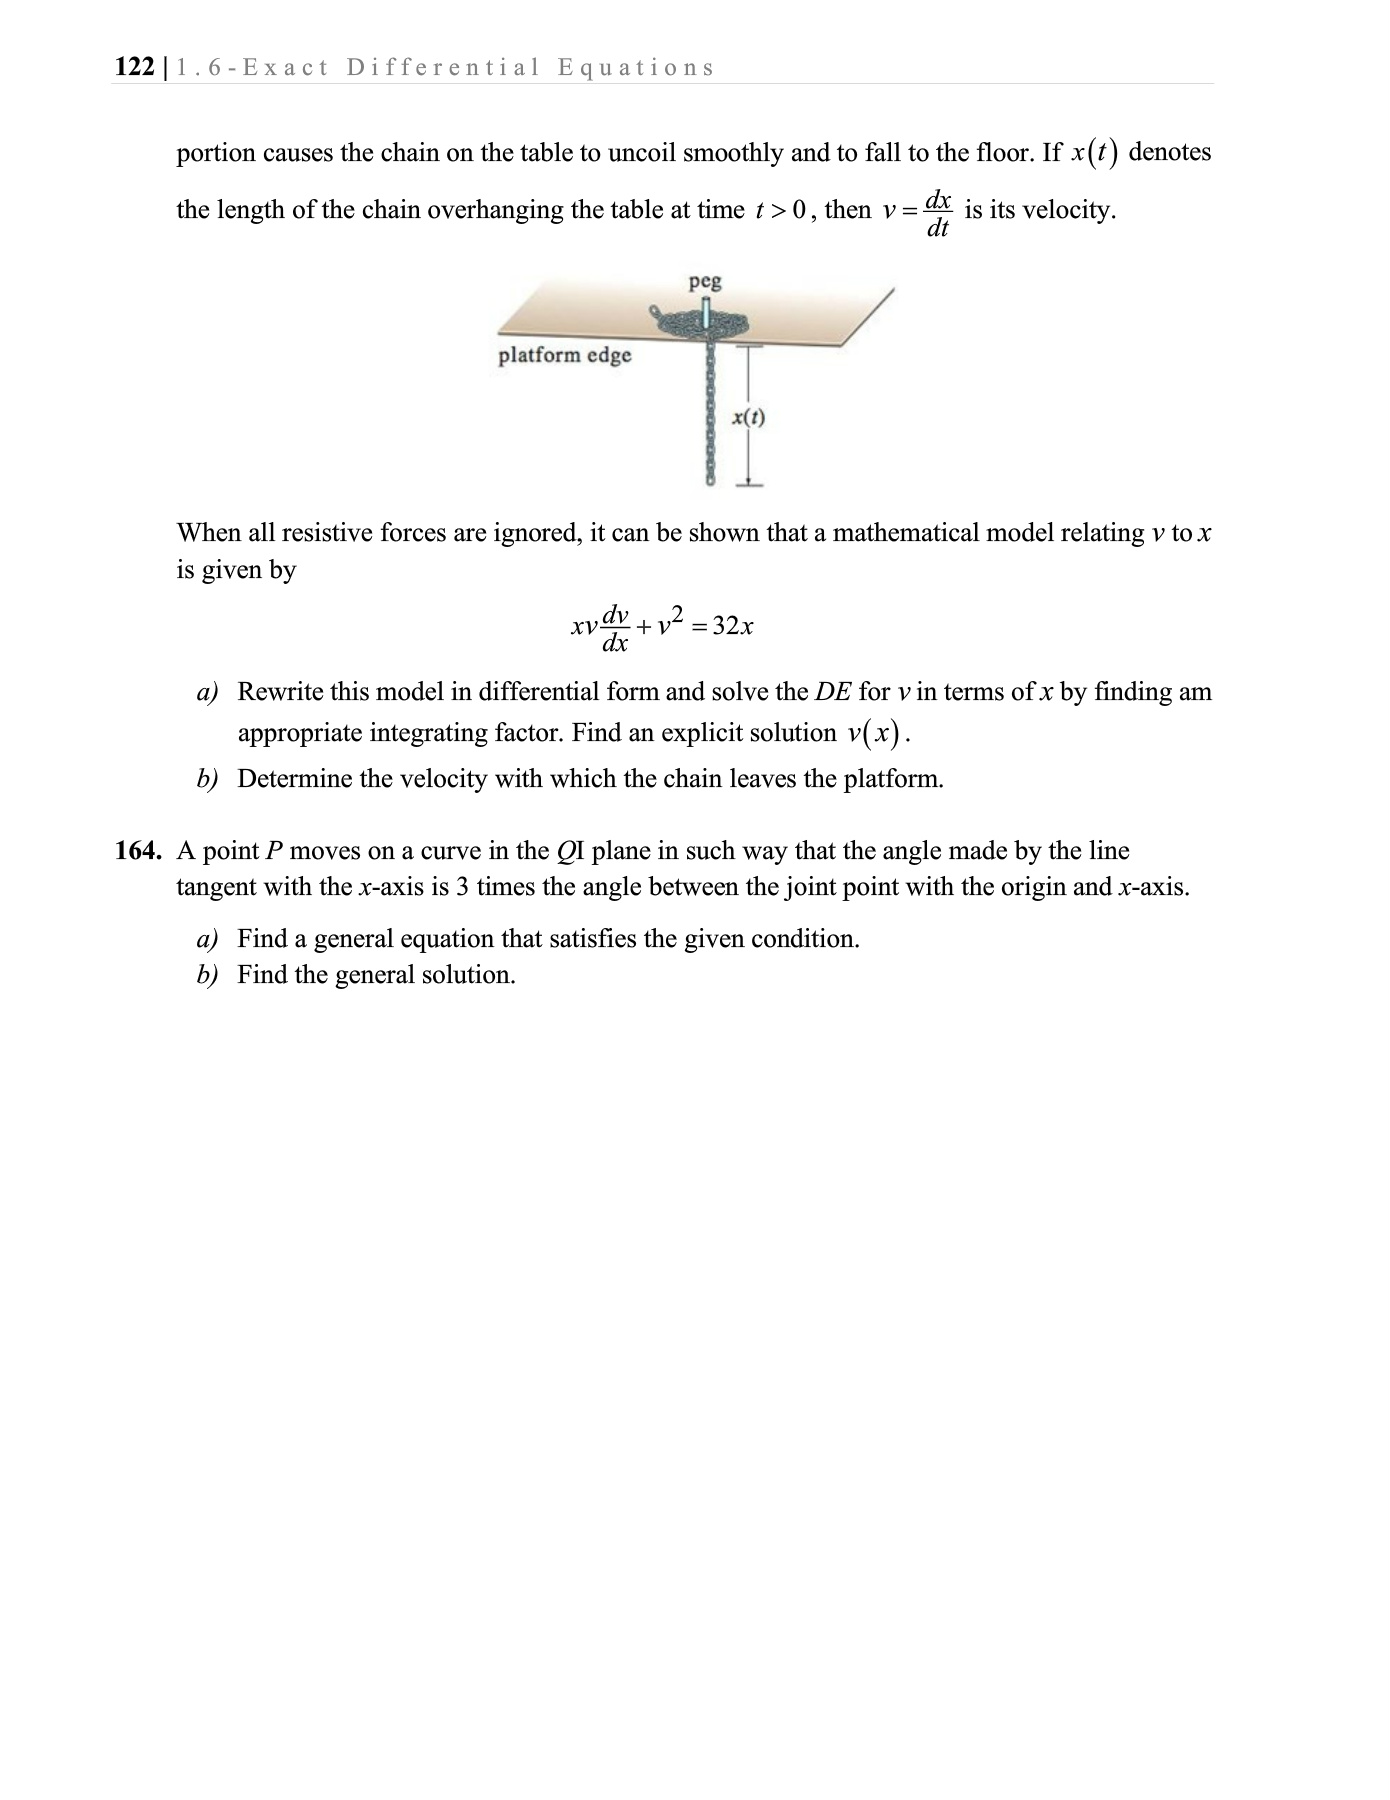 122 | 1.6-Exact Differential Equations
portion causes the chain on the table to uncoil smoothly and to fall to the floor. If x(t) denotes
the length of the chain overhanging the table at time t > 0, then v = dx/dt is its velocity.
peg
platform edge
x(t)
When all resistive forces are ignored, it can be shown that a mathematical model relating v to x
is given by
xv dv/dx + v² = 32x
a) Rewrite this model in differential form and solve the DE for v in terms of x by finding am
appropriate integrating factor. Find an explicit solution v(x).
b) Determine the velocity with which the chain leaves the platform.
164. A point P moves on a curve in the QI plane in such way that the angle made by the line
tangent with the x-axis is 3 times the angle between the joint point with the origin and x-axis.
a) Find a general equation that satisfies the given condition.
b) Find the general solution.